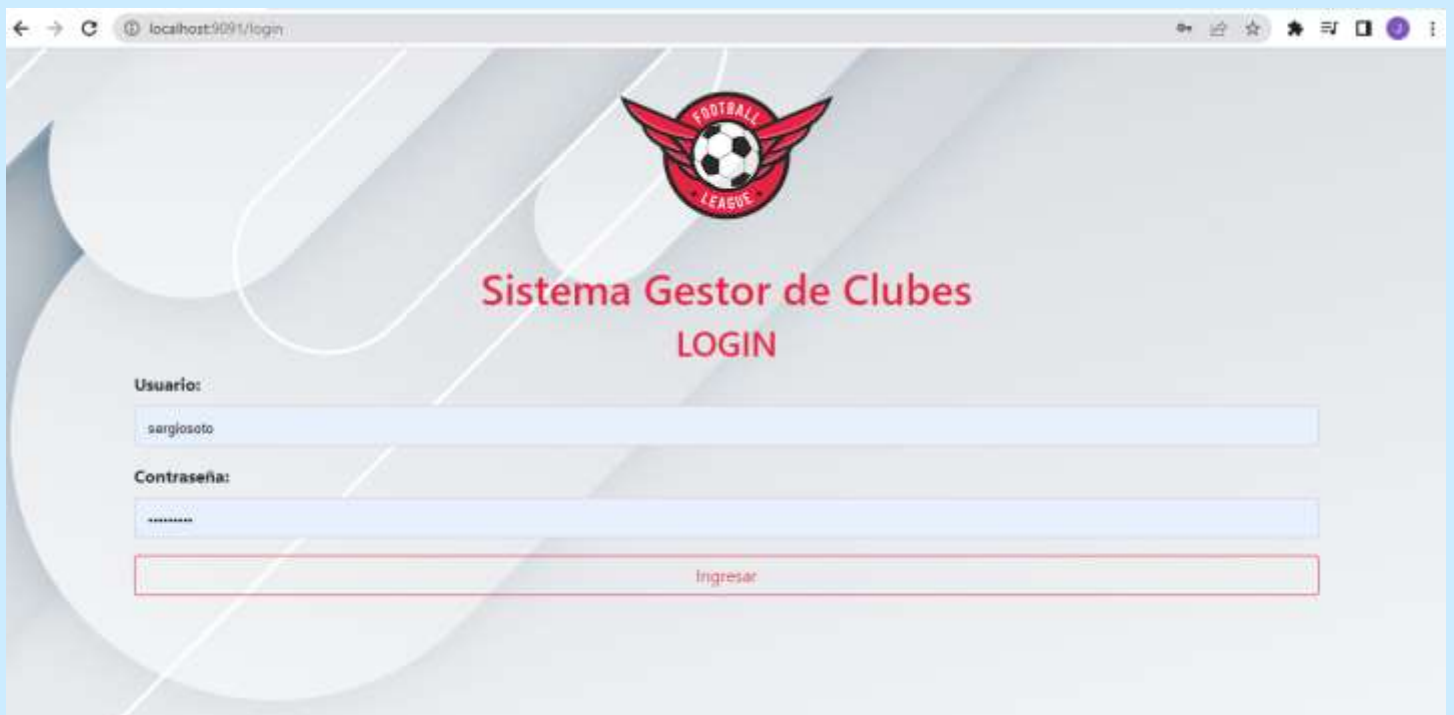 localhost:9091/login
FOOTBALL
LEAGUE
Sistema Gestor de Clubes
LOGIN
Usuario:
sergiosoto
Contraseña:
Ingresar